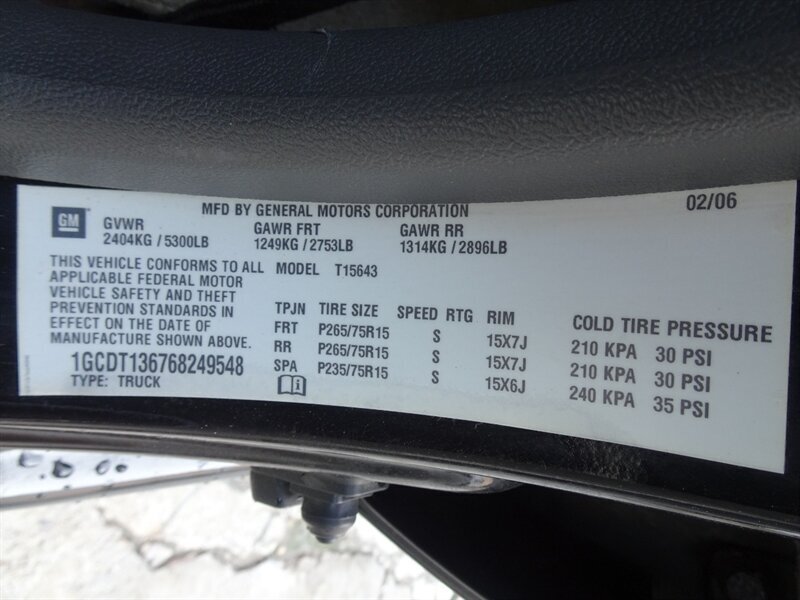 MFD BY GENERAL MOTORS CORPORATION 02/06
GM
GVWR GAWR FRT GAWR RR
2404KG / 5300LB 1249KG / 2753LB 1314KG / 2896LB
THIS VEHICLE CONFORMS TO ALL
APPLICABLE FEDERAL MOTOR
VEHICLE SAFETY AND THEFT
PREVENTION STANDARDS IN
EFFECT ON THE DATE OF
MANUFACTURE SHOWN ABOVE.
1GCDT136768249548
TYPE: TRUCK
MODEL T15643
TPJN TIRE SIZE SPEED RTG RIM COLD TIRE PRESSURE
FRT P265/75R15 S 15X7J 210 KPA 30 PSI
RR P265/75R15 S 15X7J 210 KPA 30 PSI
SPA P235/75R15 S 15X6J 240 KPA 35 PSI
i